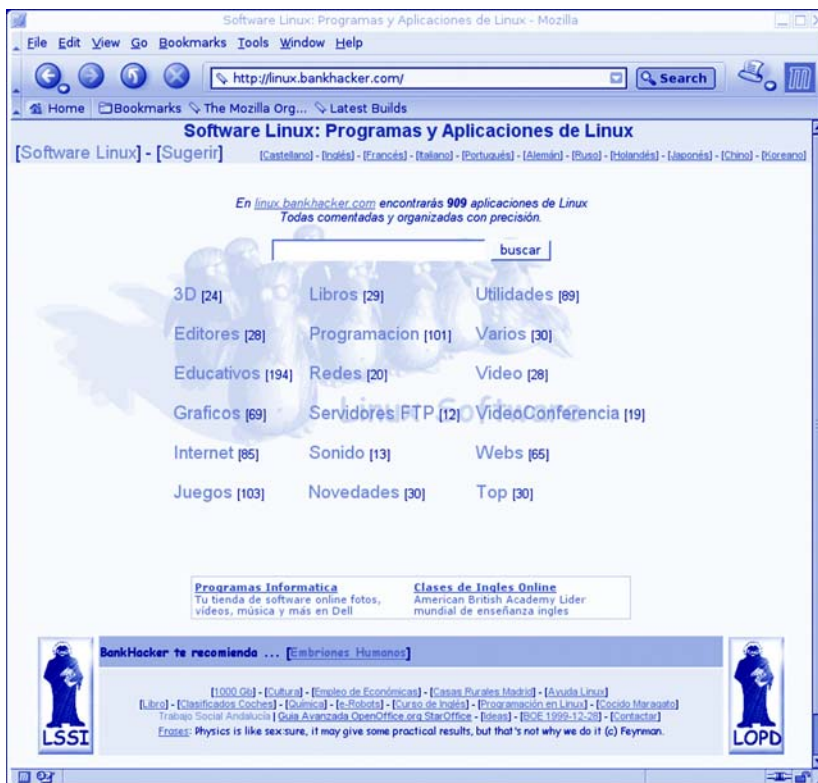 Software Linux: Programas y Aplicaciones de Linux - Mozilla
File Edit View Go Bookmarks Tools Window Help
http://linux.bankhacker.com/ Search
Home Bookmarks The Mozilla Org... Latest Builds
Software Linux: Programas y Aplicaciones de Linux
[Software Linux] - [Sugerir] [Castellano] - [Inglés] - [Francés] - [Italiano] - [Portugués] - [Alemán] - [Ruso] - [Holandés] - [Japonés] - [Chino] - [Koreano]
En linux.bankhacker.com encontrarás 909 aplicaciones de Linux
Todas comentadas y organizadas con precisión.
buscar
3D [24] Libros [29] Utilidades [89]
Editores [28] Programacion [101] Varios [30]
Educativos [194] Redes [20] Video [28]
Linux Software
Graficos [69] Servidores FTP [12] VideoConferencia [19]
Internet [85] Sonido [13] Webs [65]
Juegos [103] Novedades [30] Top [30]
Programas Informatica Clases de Ingles Online
Tu tienda de software online fotos, American British Academy Lider
vídeos, música y más en Dell mundial de enseñanza ingles
BankHacker te recomienda ... [Embriones Humanos]
[1000 Gb] - [Cultura] - [Empleo de Económicas] - [Casas Rurales Madrid] - [Ayuda Linux]
[Libro] - [Clasificados Coches] - [Química] - [e-Robots] - [Curso de Inglés] - [Programación en Linux] - [Cocido Maragato]
Trabajo Social Andalucía | Guia Avanzada OpenOffice.org StarOffice - [Ideas] - [BOE 1999-12-28] - [Contactar]
Frases: Physics is like sex:sure, it may give some practical results, but that's not why we do it (c) Feynman.
LSSI LOPD